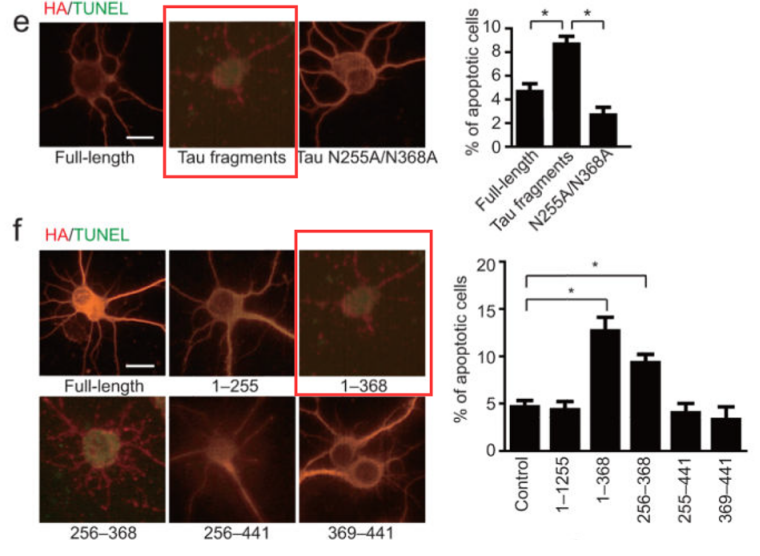 e
HA/TUNEL
Full-length
Tau fragments
Tau N255A/N368A
% of apoptotic cells
10
8
6
4
2
0
*
*
Full-length
Tau fragments
N255A/N368A
f
HA/TUNEL
Full-length
1–255
1–368
256–368
256–441
369–441
% of apoptotic cells
20
15
10
5
0
*
*
Control
1–1255
1–368
256–368
255–441
369–441